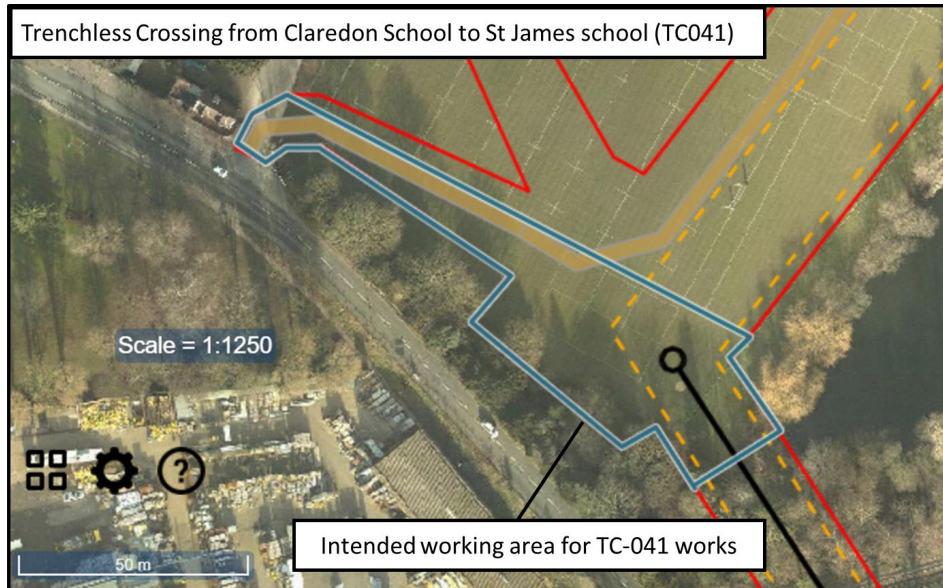 Trenchless Crossing from Claredon School to St James school (TC041)
Scale = 1:1250
?
50 m
Intended working area for TC-041 works